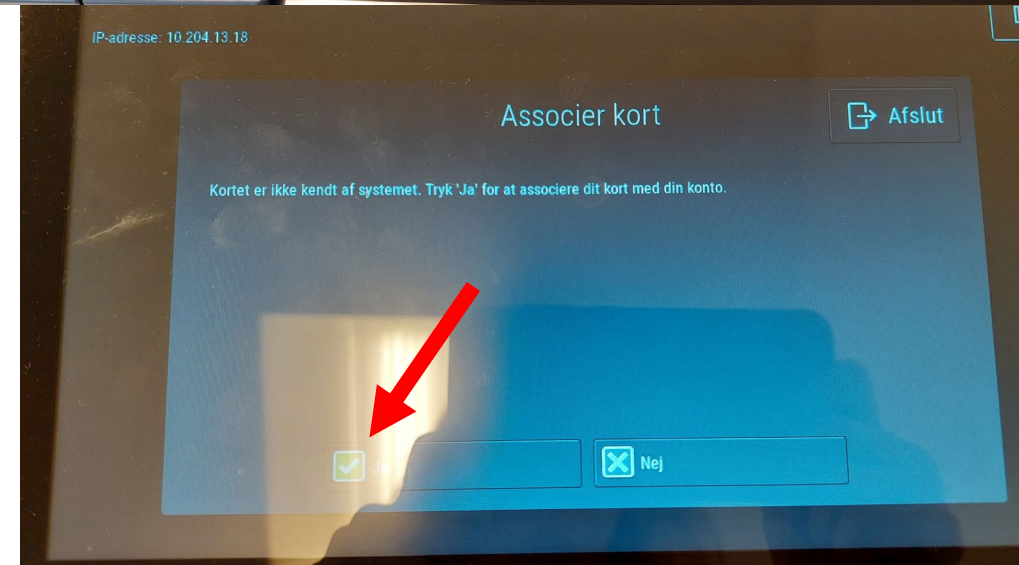 IP-adresse: 10.204.13.18
Associer kort
Afslut
Kortet er ikke kendt af systemet. Tryk 'Ja' for at associere dit kort med din konto.
Nej